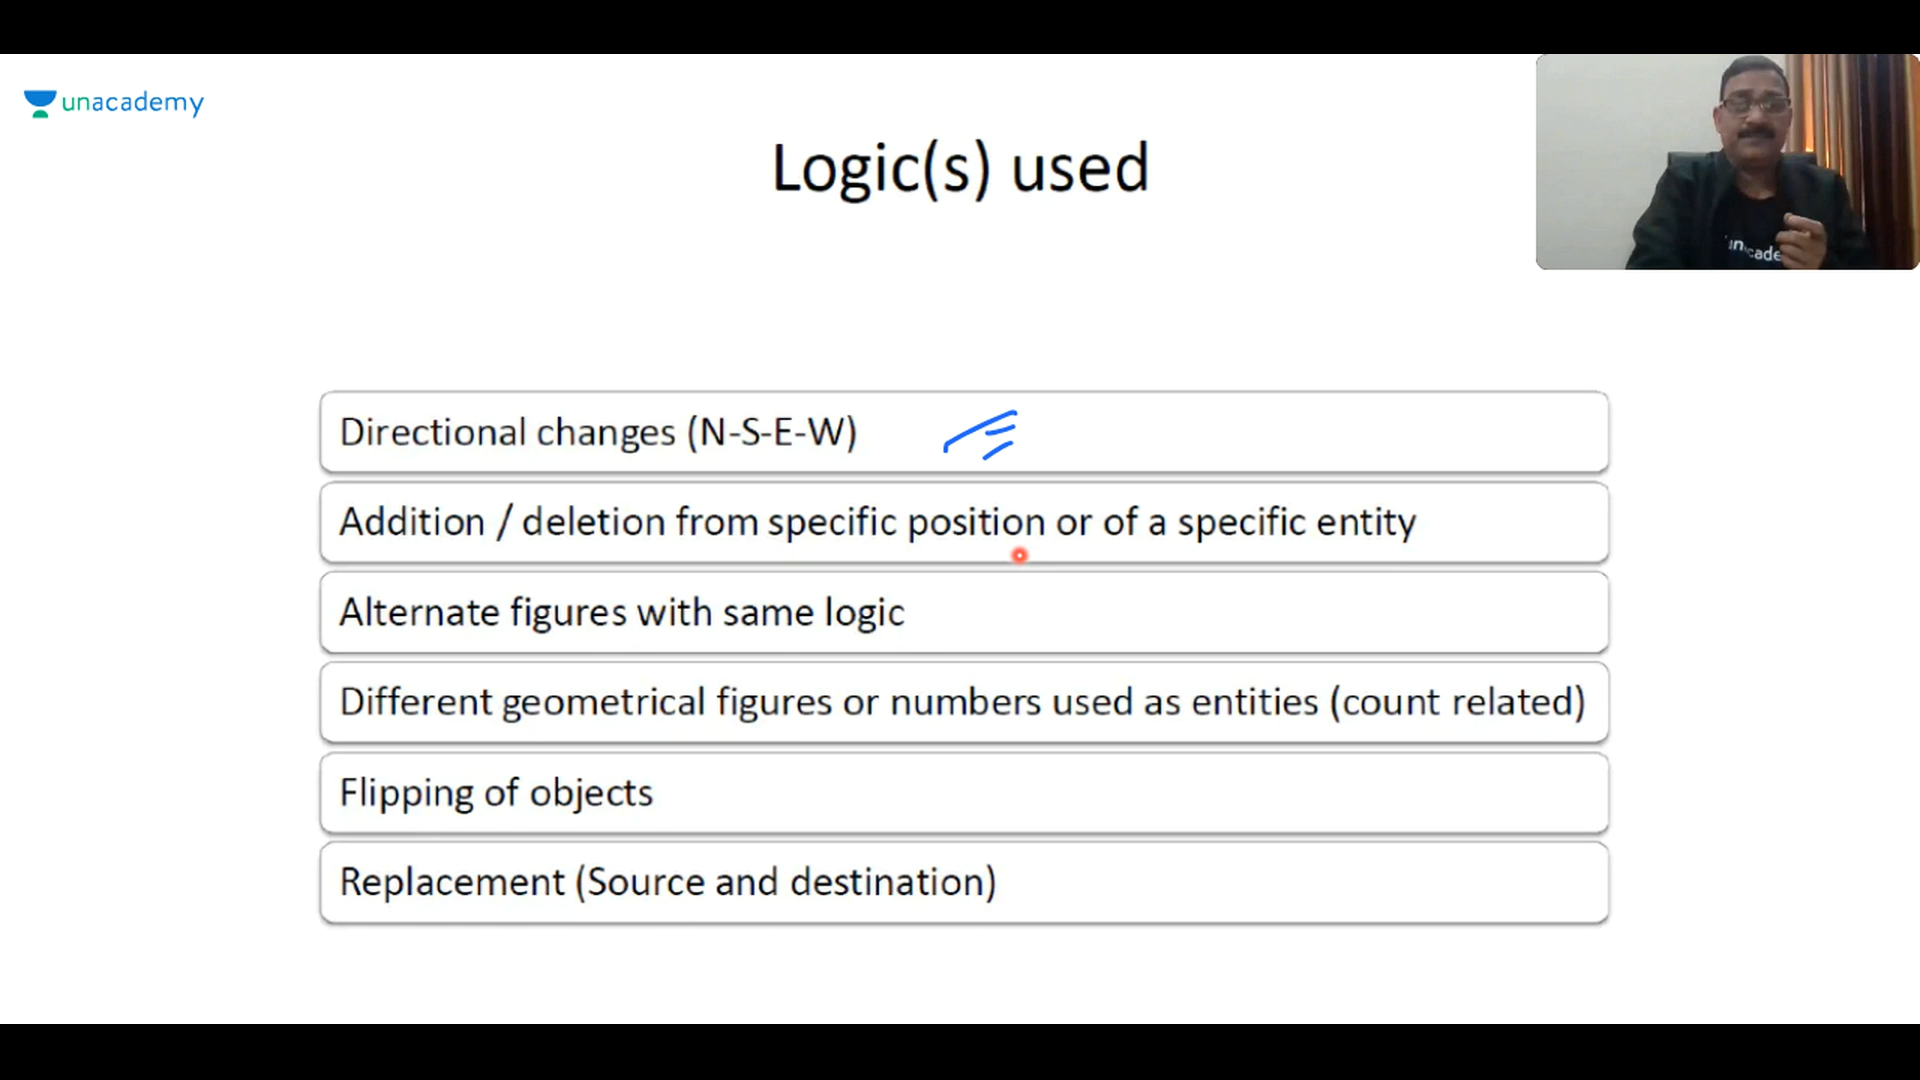 unacademy
Logic(s) used
Directional changes (N-S-E-W)
Addition / deletion from specific position or of a specific entity
Alternate figures with same logic
Different geometrical figures or numbers used as entities (count related)
Flipping of objects
Replacement (Source and destination)